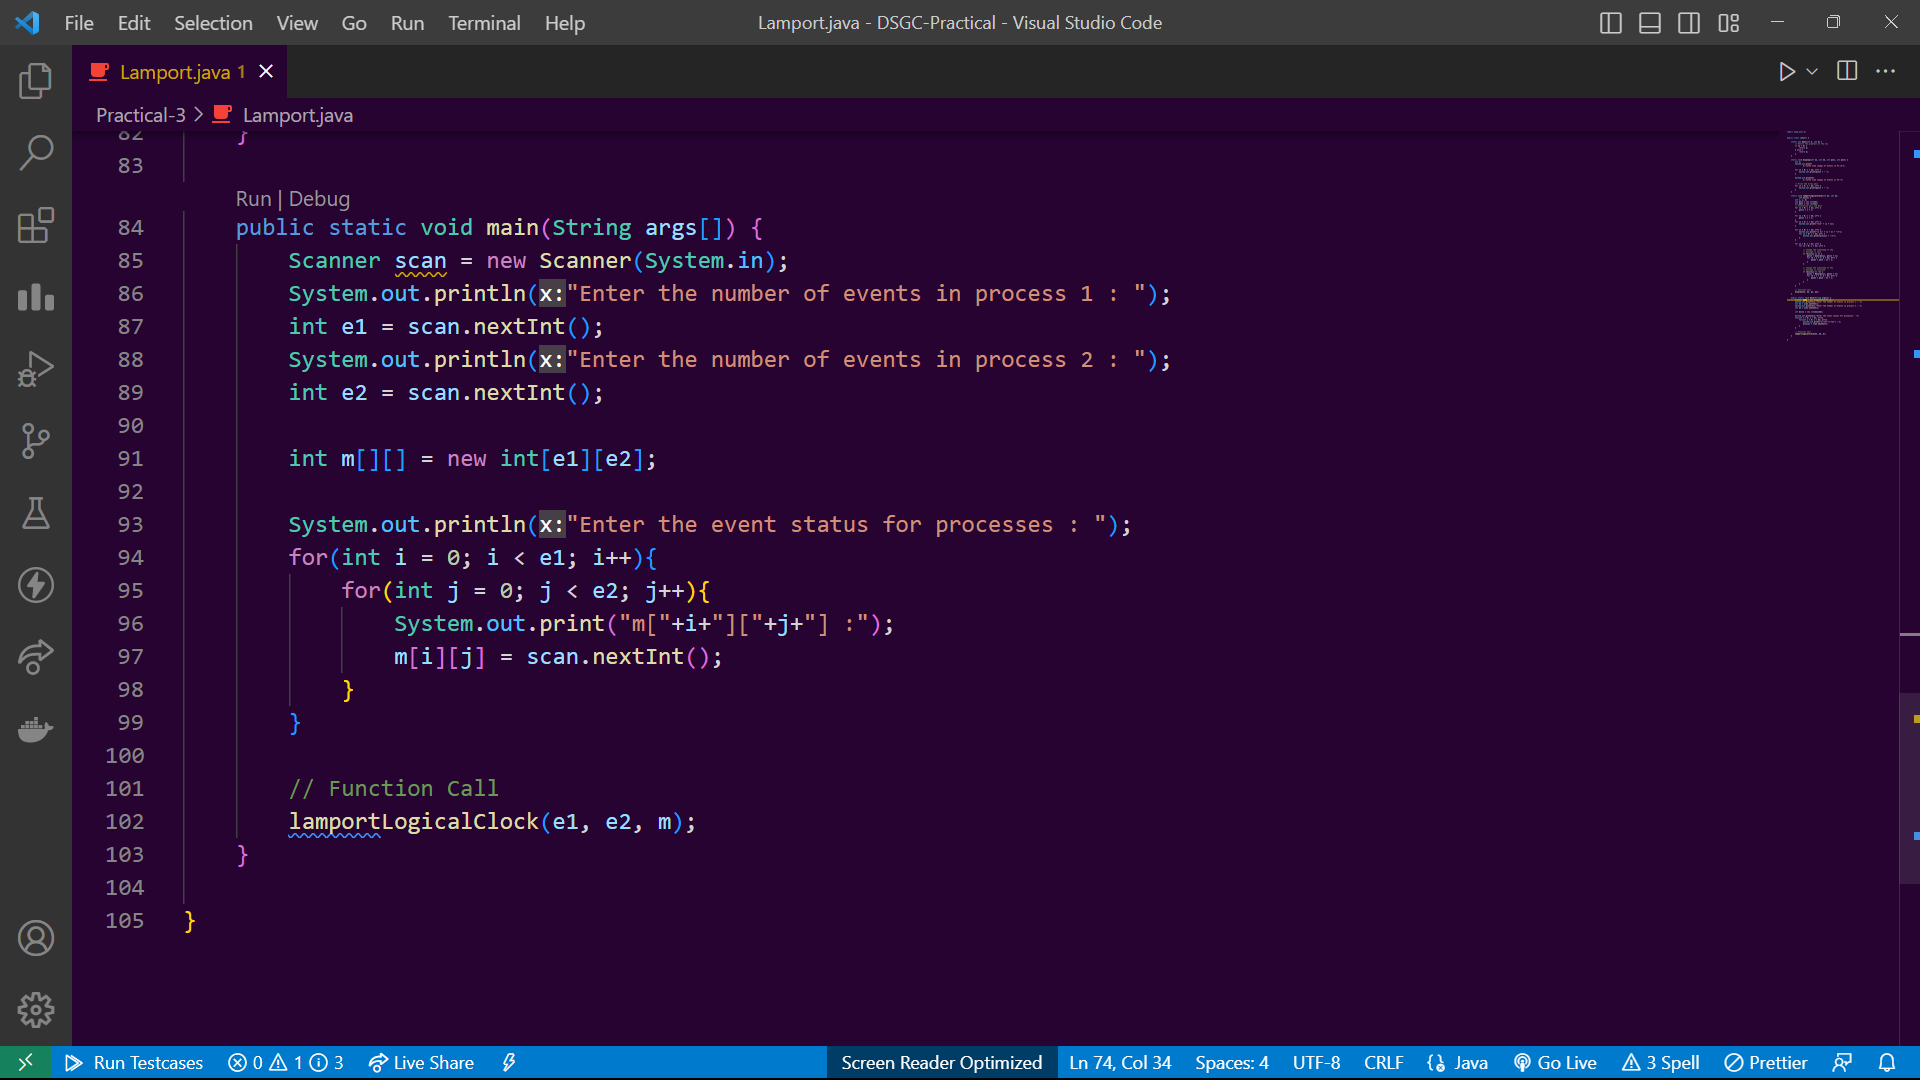 File Edit Selection View Go Run Terminal Help Lamport.java - DSGC-Practical - Visual Studio Code
Lamport.java 1
Practical-3 > Lamport.java
82 }
83
Run | Debug
84 public static void main(String args[]) {
85 Scanner scan = new Scanner(System.in);
86 System.out.println(x:"Enter the number of events in process 1 : ");
87 int e1 = scan.nextInt();
88 System.out.println(x:"Enter the number of events in process 2 : ");
89 int e2 = scan.nextInt();
90
91 int m[][] = new int[e1][e2];
92
93 System.out.println(x:"Enter the event status for processes : ");
94 for(int i = 0; i < e1; i++){
95 for(int j = 0; j < e2; j++){
96 System.out.print("m["+i+"]["+j+"] :");
97 m[i][j] = scan.nextInt();
98 }
99 }
100
101 // Function Call
102 lamportLogicalClock(e1, e2, m);
103 }
104
105 }
Run Testcases 0 1 3 Live Share Screen Reader Optimized Ln 74, Col 34 Spaces: 4 UTF-8 CRLF Java Go Live 3 Spell Prettier